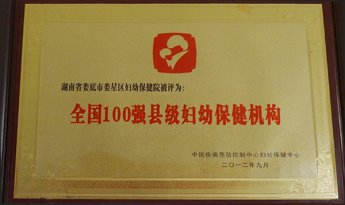 湖南省娄底市娄星区妇幼保健院被评为:
全国100强县级妇幼保健机构
中国疾病预防控制中心妇幼保健中心
二〇一二年九月